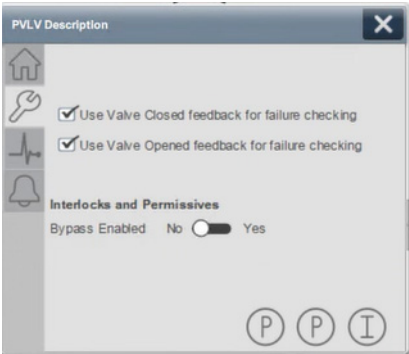 PVLV Description
Use Valve Closed feedback for failure checking
Use Valve Opened feedback for failure checking
Interlocks and Permissives
Bypass Enabled No Yes
P P I